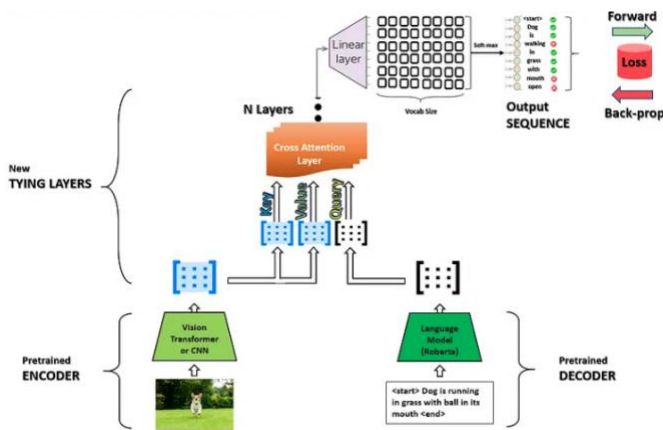 Linear
layer
Vocab Size
Soft-max
<start>
Dog
is
walking
in
grass
with
mouth
open
Output
SEQUENCE
Forward
Loss
Back-prop
N Layers
Cross Attention
Layer
New
TYING LAYERS
Key
Value
Query
Vision
Transformer
or CNN
Pretrained
ENCODER
Language
Model
(Roberta)
<start> Dog is running
in grass with ball in its
mouth <end>
Pretrained
DECODER